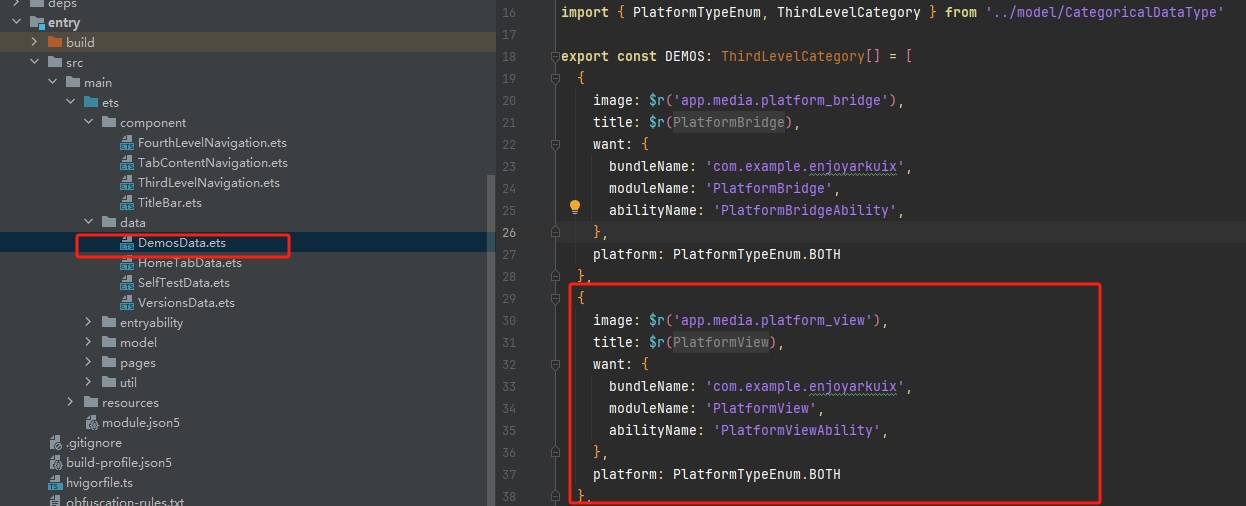 deps
entry
build
src
main
ets
component
FourthLevelNavigation.ets
TabContentNavigation.ets
ThirdLevelNavigation.ets
TitleBar.ets
data
DemosData.ets
HomeTabData.ets
SelfTestData.ets
VersionsData.ets
entryability
model
pages
util
resources
module.json5
.gitignore
build-profile.json5
hvigorfile.ts
obfuscation-rules.txt
16 import { PlatformTypeEnum, ThirdLevelCategory } from '../model/CategoricalDataType'
17
18 export const DEMOS: ThirdLevelCategory[] = [
19 {
20 image: $r('app.media.platform_bridge'),
21 title: $r(PlatformBridge),
22 want: {
23 bundleName: 'com.example.enjoyarkuix',
24 moduleName: 'PlatformBridge',
25 abilityName: 'PlatformBridgeAbility',
26 },
27 platform: PlatformTypeEnum.BOTH
28 },
29 {
30 image: $r('app.media.platform_view'),
31 title: $r(PlatformView),
32 want: {
33 bundleName: 'com.example.enjoyarkuix',
34 moduleName: 'PlatformView',
35 abilityName: 'PlatformViewAbility',
36 },
37 platform: PlatformTypeEnum.BOTH
38 },